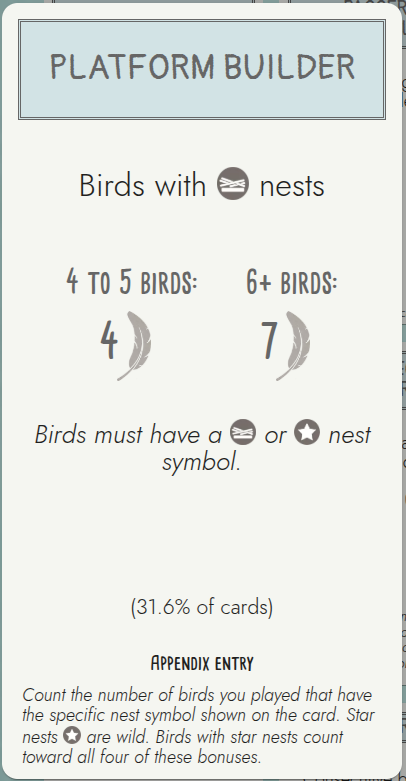 PLATFORM BUILDER
Birds with nests
4 TO 5 BIRDS: 6+ BIRDS:
4 7
Birds must have a or nest
symbol.
(31.6% of cards)
APPENDIX ENTRY
Count the number of birds you played that have
the specific nest symbol shown on the card. Star
nests are wild. Birds with star nests count
toward all four of these bonuses.